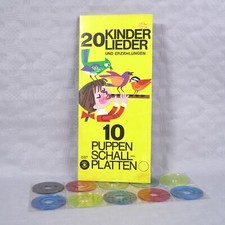 20 KINDER
LIEDER
UND ERZÄHLUNGEN
10
PUPPEN
SCHALL-
PLATTEN